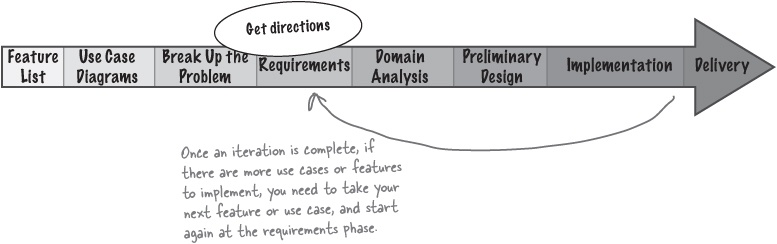 Get directions
Feature
List
Use Case
Diagrams
Break Up the
Problem
Requirements
Domain
Analysis
Preliminary
Design
Implementation
Delivery
Once an iteration is complete, if
there are more use cases or features
to implement, you need to take your
next feature or use case, and start
again at the requirements phase.